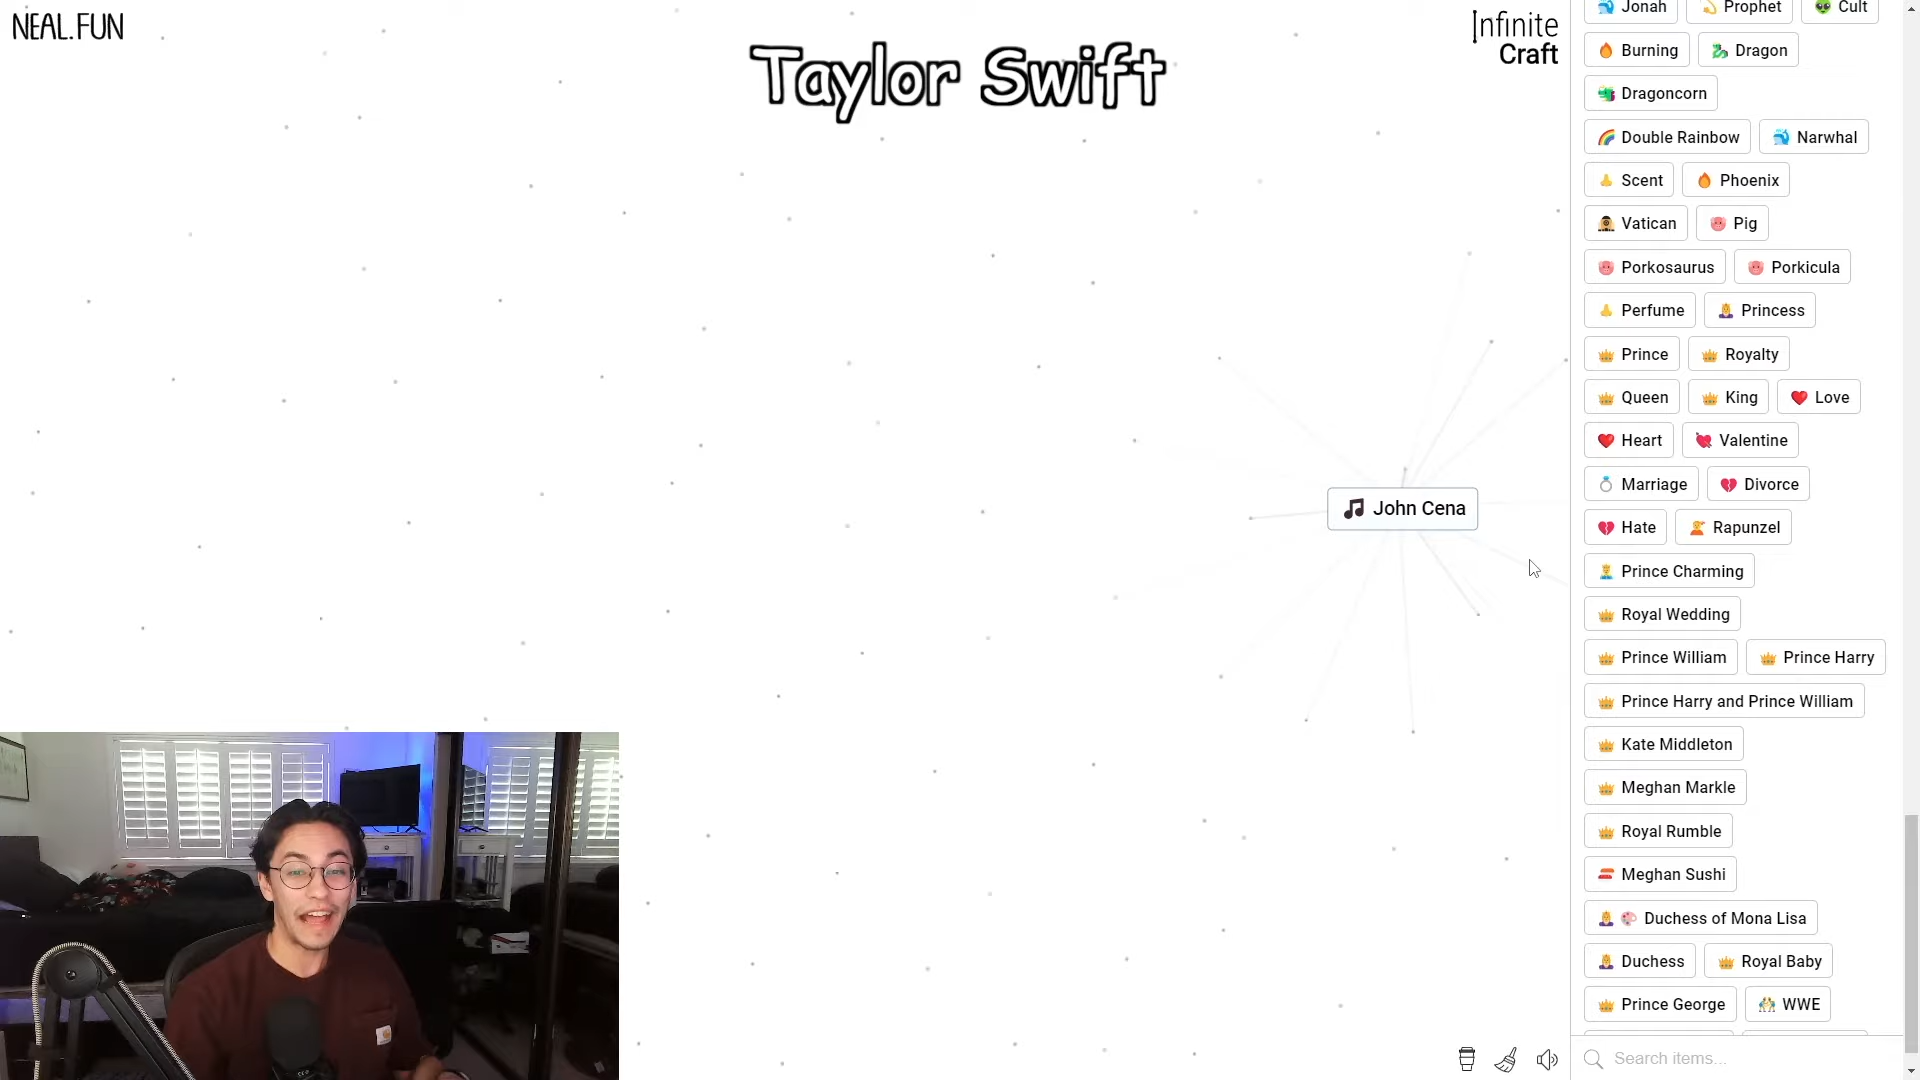 NEAL.FUN
Taylor Swift
Infinite
Craft
John Cena
Jonah Prophet Cult
Burning Dragon
Dragoncorn
Double Rainbow Narwhal
Scent Phoenix
Vatican Pig
Porkosaurus Porkicula
Perfume Princess
Prince Royalty
Queen King Love
Heart Valentine
Marriage Divorce
Hate Rapunzel
Prince Charming
Royal Wedding
Prince William Prince Harry
Prince Harry and Prince William
Kate Middleton
Meghan Markle
Royal Rumble
Meghan Sushi
Duchess of Mona Lisa
Duchess Royal Baby
Prince George WWE
Search items...